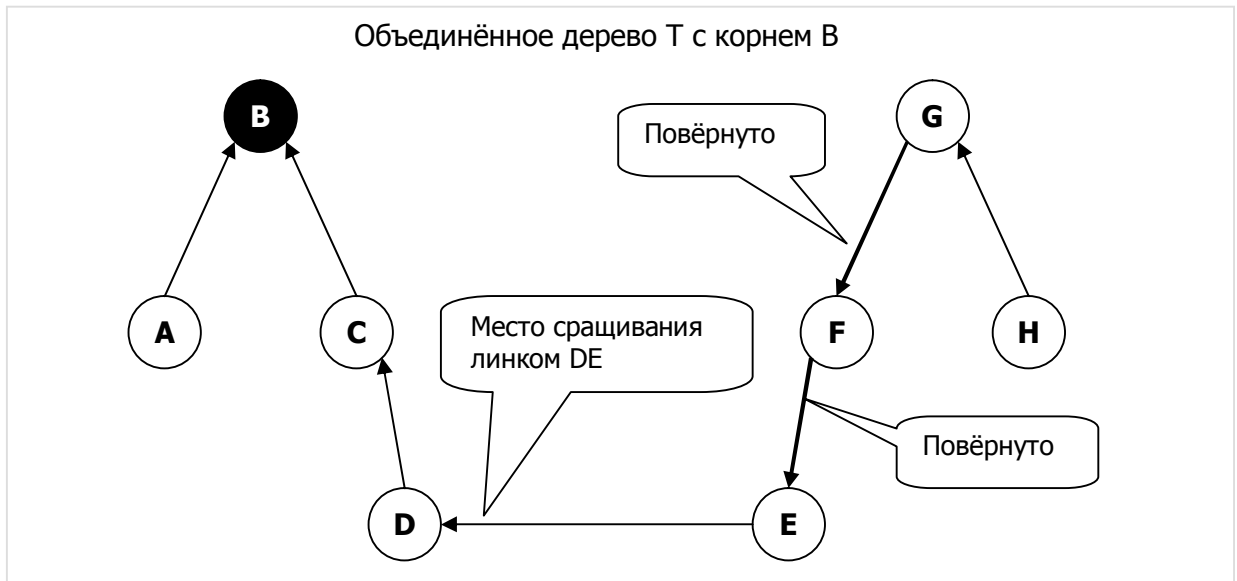 Объединённое дерево T с корнем B
B
G
Повёрнуто
A
C
Место сращивания
линком DE
F
H
Повёрнуто
D
E